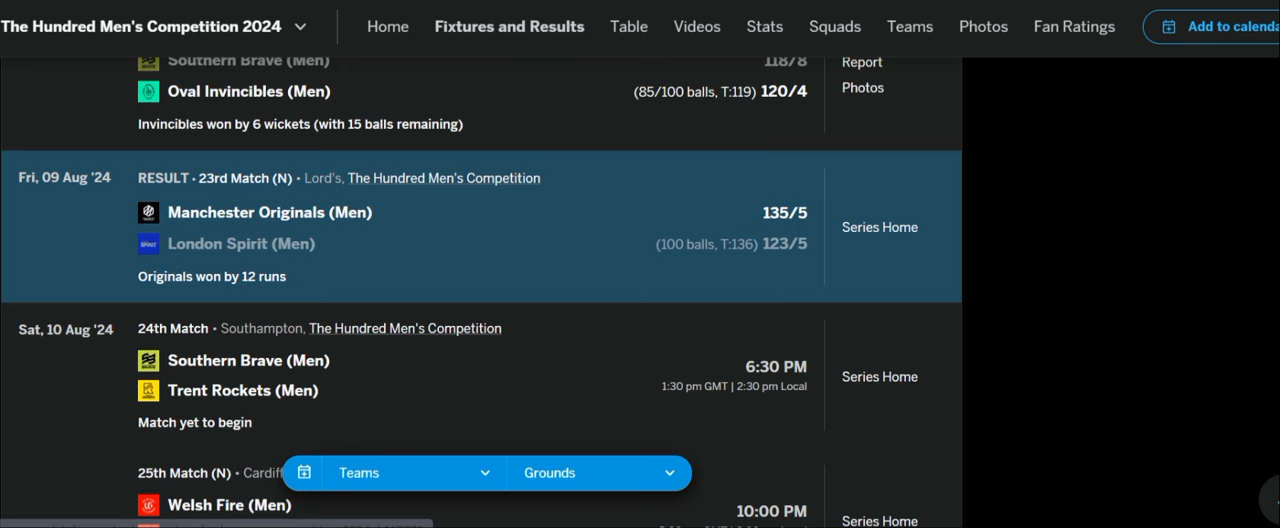 The Hundred Men's Competition 2024
Home
Fixtures and Results
Table
Videos
Stats
Squads
Teams
Photos
Fan Ratings
Add to calenda
Southern Brave (Men) 118/8
Report
Oval Invincibles (Men) (85/100 balls, T:119) 120/4
Photos
Invincibles won by 6 wickets (with 15 balls remaining)
Fri, 09 Aug '24
RESULT • 23rd Match (N) • Lord's, The Hundred Men's Competition
Manchester Originals (Men) 135/5
London Spirit (Men) (100 balls, T:136) 123/5
Series Home
Originals won by 12 runs
Sat, 10 Aug '24
24th Match • Southampton, The Hundred Men's Competition
Southern Brave (Men)
6:30 PM
Trent Rockets (Men)
1:30 pm GMT | 2:30 pm Local
Series Home
Match yet to begin
25th Match (N) • Cardiff
Teams
Grounds
Welsh Fire (Men)
10:00 PM
Series Home